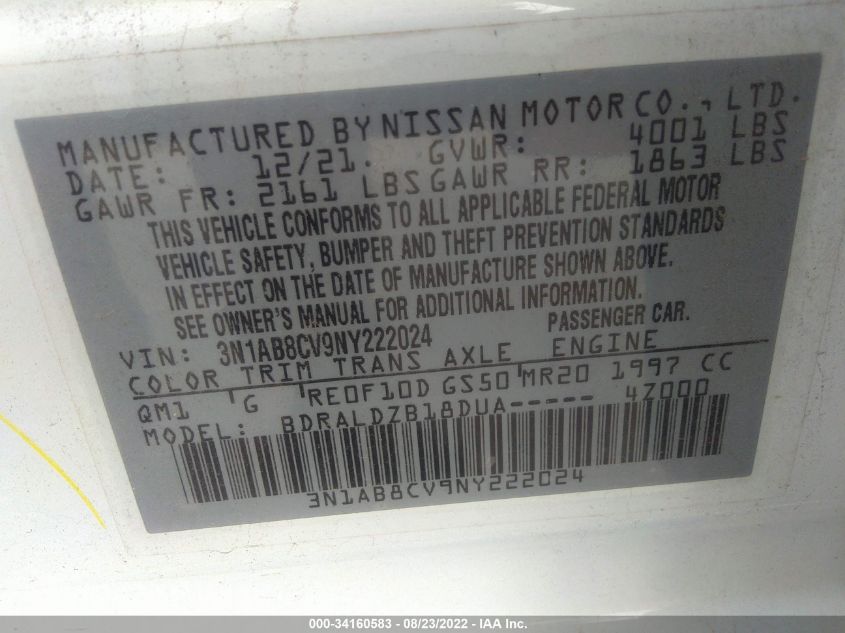 MANUFACTURED BY NISSAN MOTOR CO., LTD.
DATE: 12/21. GVWR: 4001 LBS
GAWR FR: 2161 LBS GAWR RR: 1863 LBS
THIS VEHICLE CONFORMS TO ALL APPLICABLE FEDERAL MOTOR
VEHICLE SAFETY, BUMPER AND THEFT PREVENTION STANDARDS
IN EFFECT ON THE DATE OF MANUFACTURE SHOWN ABOVE.
SEE OWNER'S MANUAL FOR ADDITIONAL INFORMATION.
VIN: 3N1AB8CV9NY222024 PASSENGER CAR.
COLOR TRIM TRANS AXLE ENGINE
QM1 G RE0F10D GS50 MR20 1997 CC
MODEL: BDRALDZB18DUA----- 4Z000
3N1AB8CV9NY222024
000-34160583 - 08/23/2022 - IAA Inc.